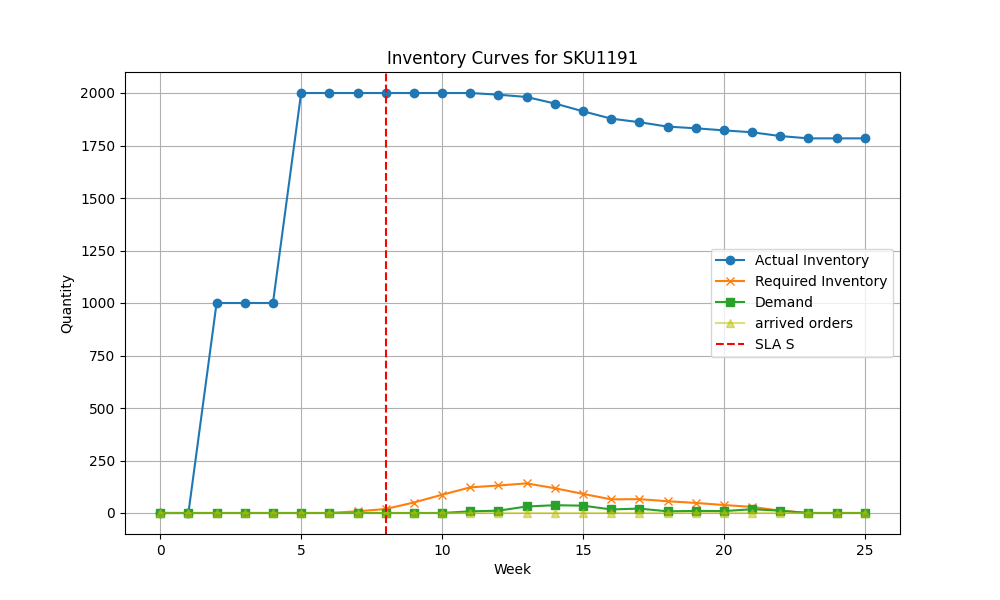 Inventory Curves for SKU1191
2000
1750
1500
1250
1000
750
500
250
0
Quantity
Actual Inventory
Required Inventory
Demand
arrived orders
SLA S
0 5 10 15 20 25
Week